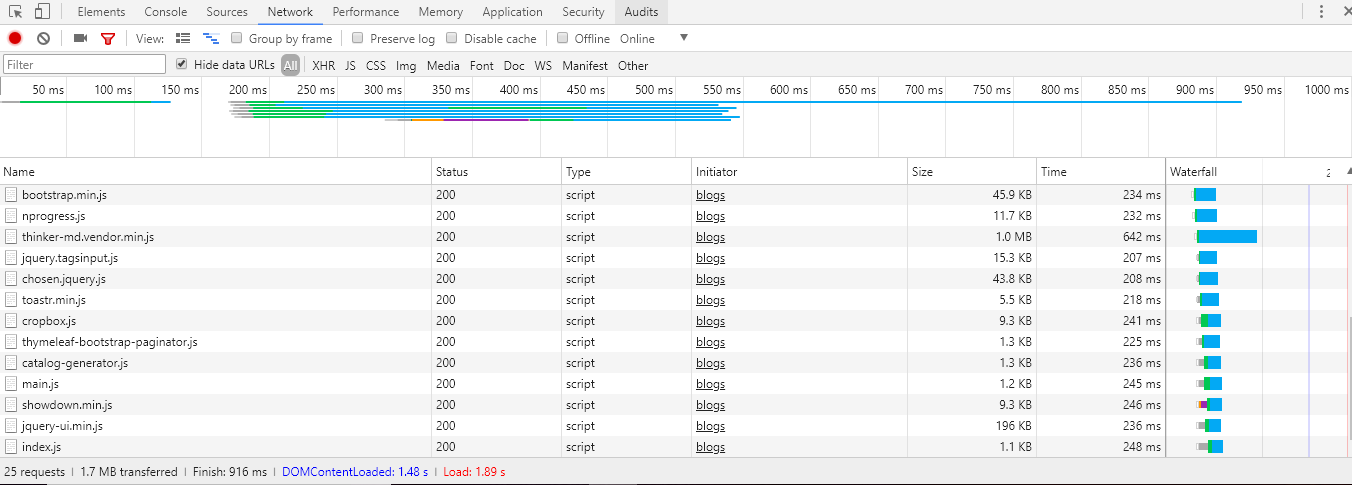 Elements Console Sources Network Performance Memory Application Security Audits
View: Group by frame Preserve log Disable cache Offline Online
Filter Hide data URLs All XHR JS CSS Img Media Font Doc WS Manifest Other
50 ms 100 ms 150 ms 200 ms 250 ms 300 ms 350 ms 400 ms 450 ms 500 ms 550 ms 600 ms 650 ms 700 ms 750 ms 800 ms 850 ms 900 ms 950 ms 1000 ms
Name Status Type Initiator Size Time Waterfall 2
bootstrap.min.js 200 script blogs 45.9 KB 234 ms
nprogress.js 200 script blogs 11.7 KB 232 ms
thinker-md.vendor.min.js 200 script blogs 1.0 MB 642 ms
jquery.tagsinput.js 200 script blogs 15.3 KB 207 ms
chosen.jquery.js 200 script blogs 43.8 KB 208 ms
toastr.min.js 200 script blogs 5.5 KB 218 ms
cropbox.js 200 script blogs 9.3 KB 241 ms
thymeleaf-bootstrap-paginator.js 200 script blogs 1.3 KB 225 ms
catalog-generator.js 200 script blogs 1.3 KB 236 ms
main.js 200 script blogs 1.2 KB 245 ms
showdown.min.js 200 script blogs 9.3 KB 246 ms
jquery-ui.min.js 200 script blogs 196 KB 236 ms
index.js 200 script blogs 1.1 KB 248 ms
25 requests | 1.7 MB transferred | Finish: 916 ms | DOMContentLoaded: 1.48 s | Load: 1.89 s